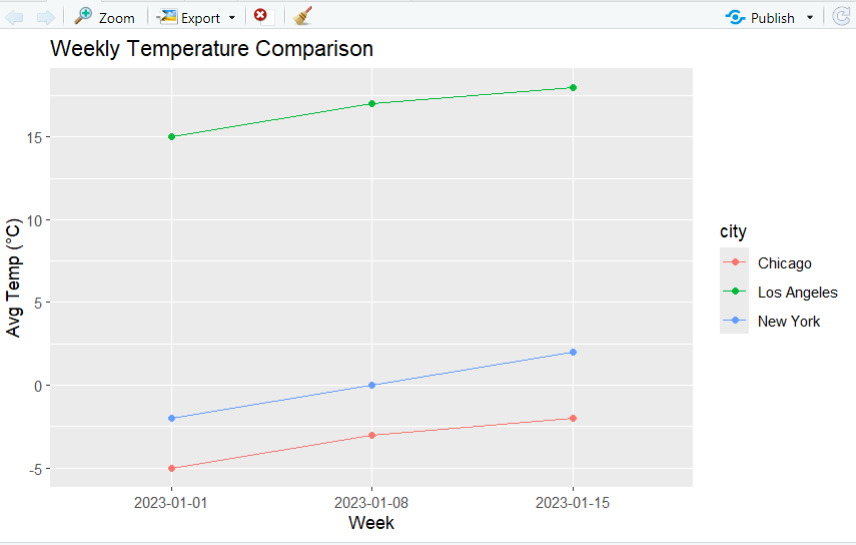 Zoom Export Publish
Weekly Temperature Comparison
Avg Temp (°C)
15
10
5
0
-5
2023-01-01 2023-01-08 2023-01-15
Week
city
Chicago
Los Angeles
New York